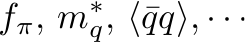 f_π, m_q^*, ⟨q̄q⟩, ⋯